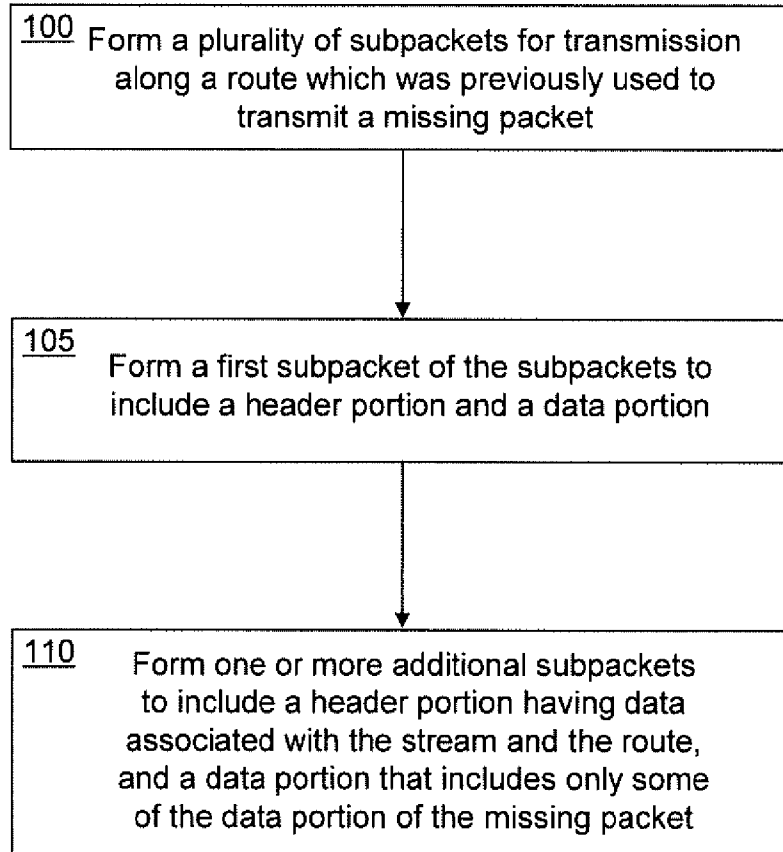 100 Form a plurality of subpackets for transmission
along a route which was previously used to
transmit a missing packet
105
Form a first subpacket of the subpackets to
include a header portion and a data portion
110
Form one or more additional subpackets
to include a header portion having data
associated with the stream and the route,
and a data portion that includes only some
of the data portion of the missing packet